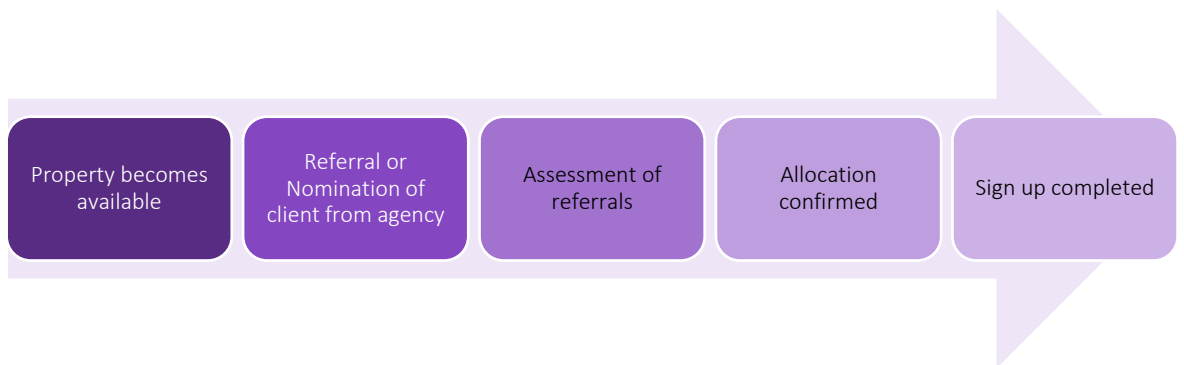 Property becomes
available
Referral or
Nomination of
client from agency
Assessment of
referrals
Allocation
confirmed
Sign up completed